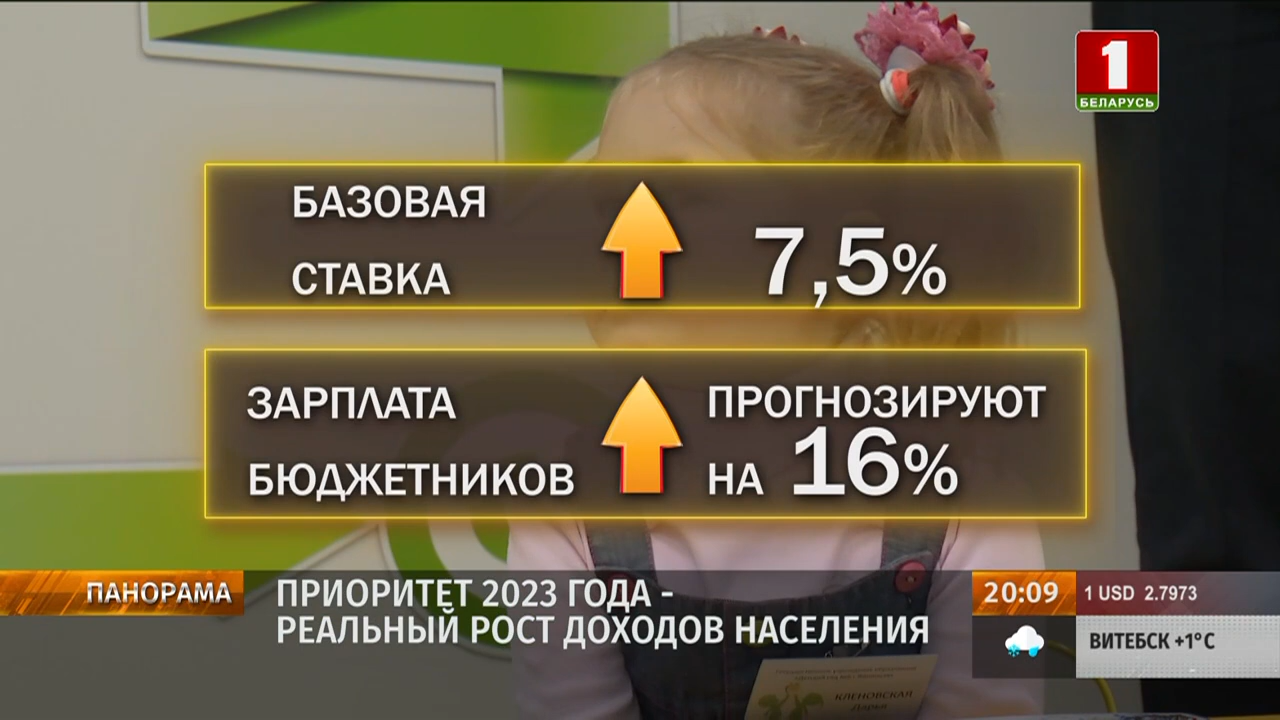 1
БЕЛАРУСЬ
БАЗОВАЯ
СТАВКА
7,5%
ЗАРПЛАТА
БЮДЖЕТНИКОВ
ПРОГНОЗИРУЮТ
НА 16%
ПАНОРАМА
ПРИОРИТЕТ 2023 ГОДА -
РЕАЛЬНЫЙ РОСТ ДОХОДОВ НАСЕЛЕНИЯ
20:09
1 USD 2.7973
ВИТЕБСК +1°C
КЛЕНОВСКАЯ
Дарья